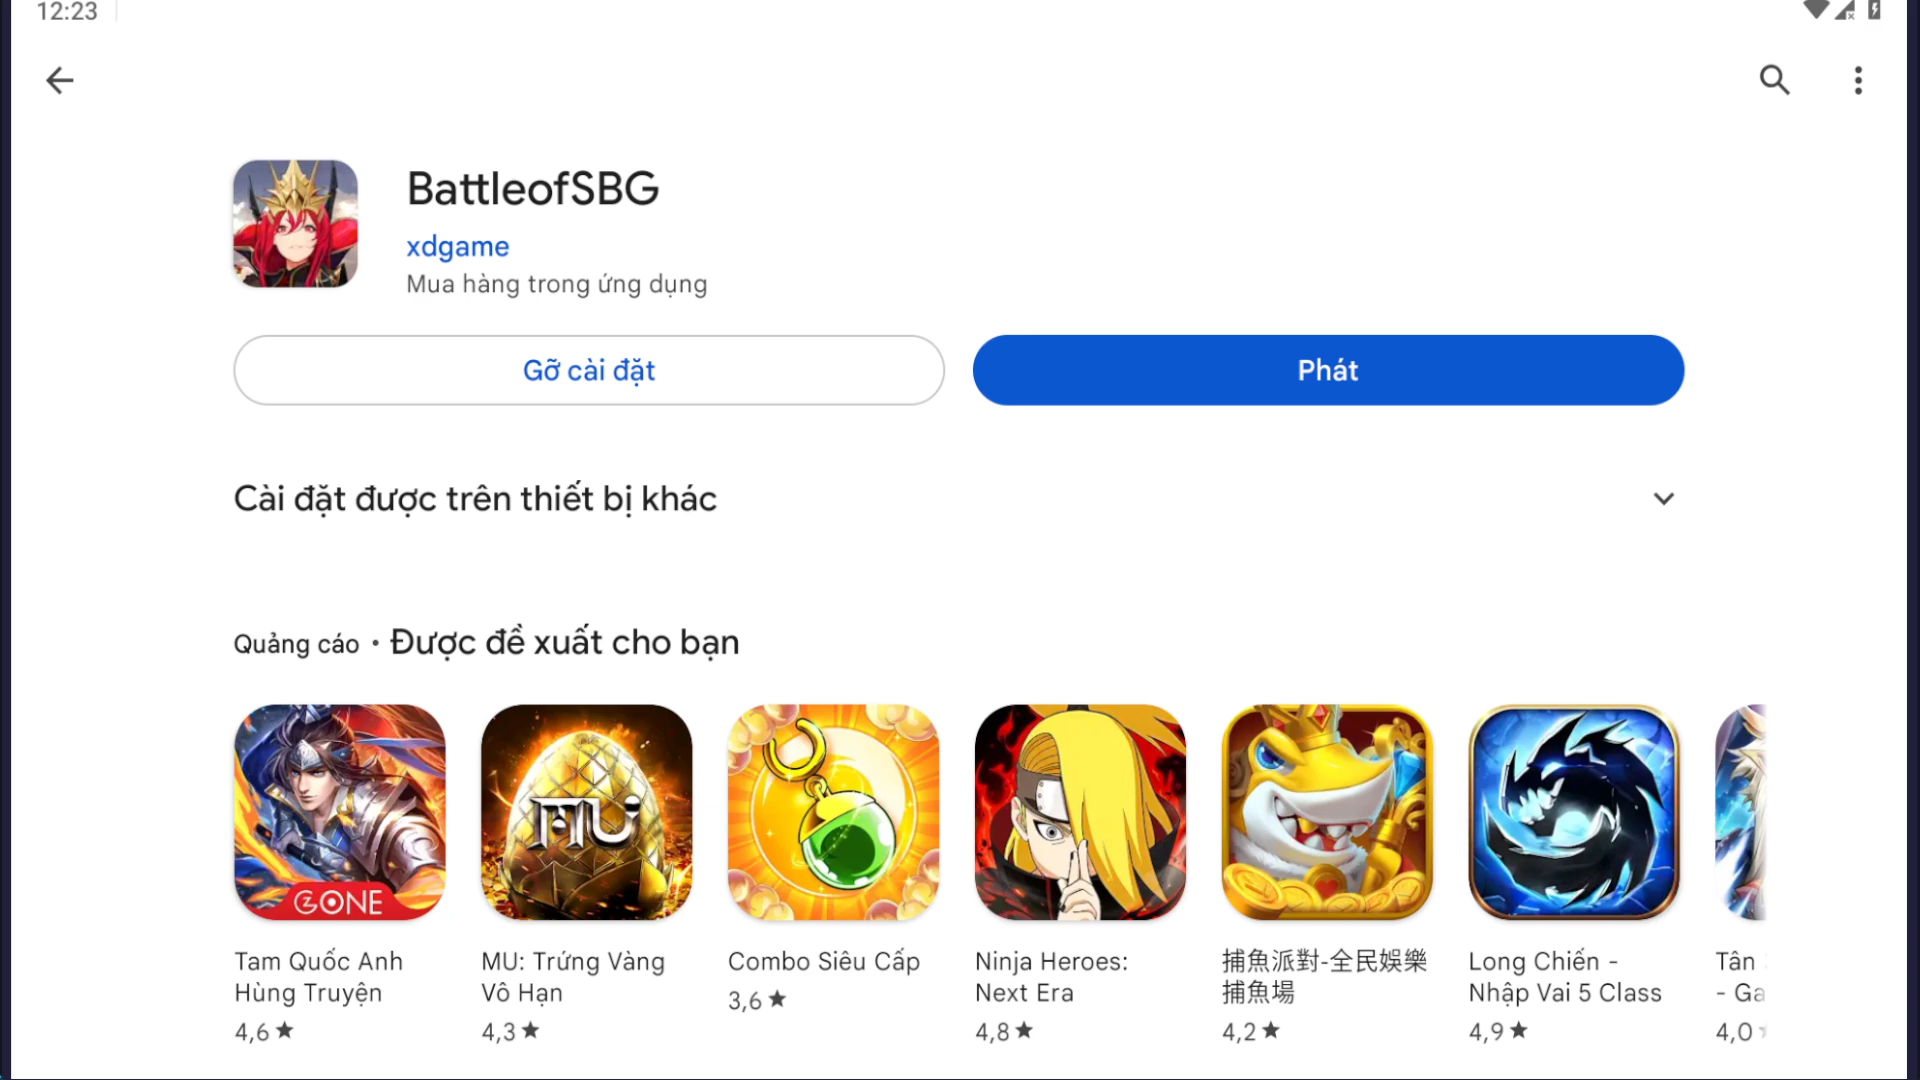 12:23
BattleofSBG
xdgame
Mua hàng trong ứng dụng
Gỡ cài đặt
Phát
Cài đặt được trên thiết bị khác
Quảng cáo • Được đề xuất cho bạn
GONE
MU
Tam Quốc Anh
Hùng Truyện
4,6 ★
MU: Trứng Vàng
Vô Hạn
4,3 ★
Combo Siêu Cấp
3,6 ★
Ninja Heroes:
Next Era
4,8 ★
捕魚派對-全民娛樂
捕魚場
4,2 ★
Long Chiến -
Nhập Vai 5 Class
4,9 ★
Tân
- Ga
4,0